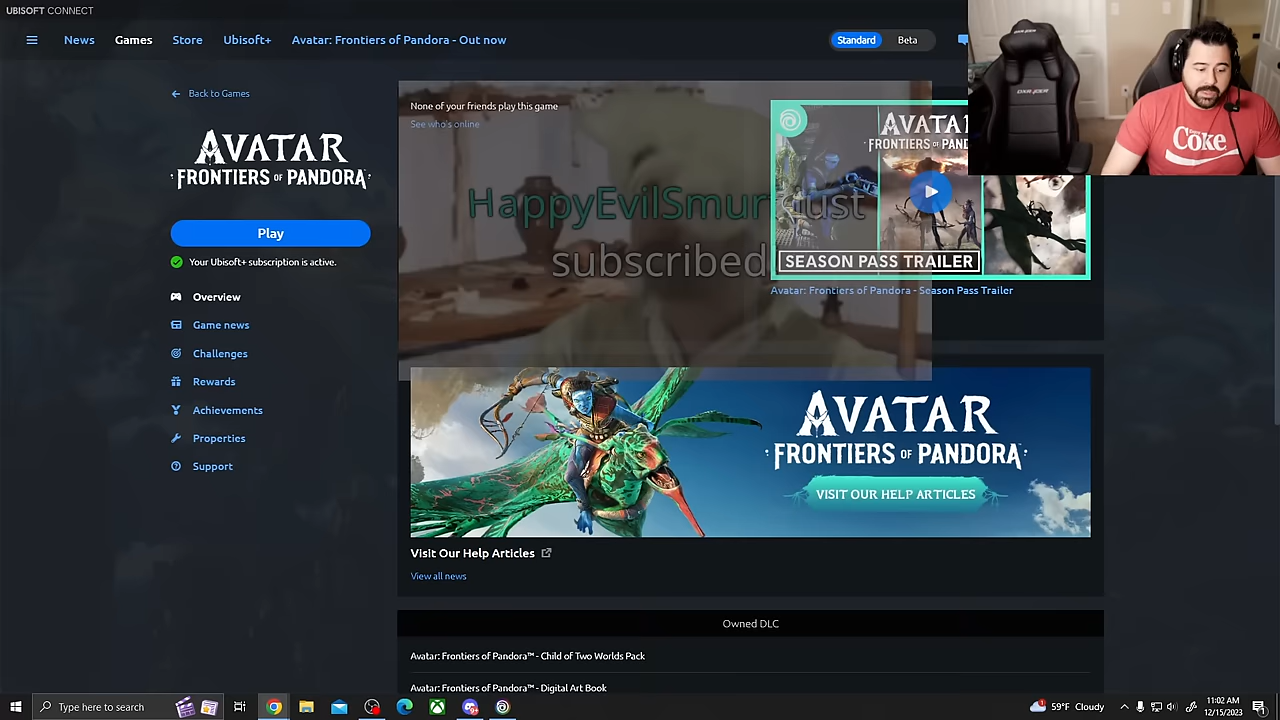 UBISOFT CONNECT
News Games Store Ubisoft+ Avatar: Frontiers of Pandora - Out now Standard Beta
Back to Games
None of your friends play this game
See who's online
AVATAR
FRONTIERS OF PANDORA
Play
Your Ubisoft+ subscription is active.
Overview
Game news
Challenges
Rewards
Achievements
Properties
Support
HappyEvilSmurf just
subscribed
SEASON PASS TRAILER
Avatar: Frontiers of Pandora - Season Pass Trailer
Coke
DXRACER
AVATAR
FRONTIERS OF PANDORA
VISIT OUR HELP ARTICLES
Visit Our Help Articles
View all news
Owned DLC
Avatar: Frontiers of Pandora™ - Child of Two Worlds Pack
Avatar: Frontiers of Pandora™ - Digital Art Book
Type here to search
59°F Cloudy
11:02 AM
12/15/2023